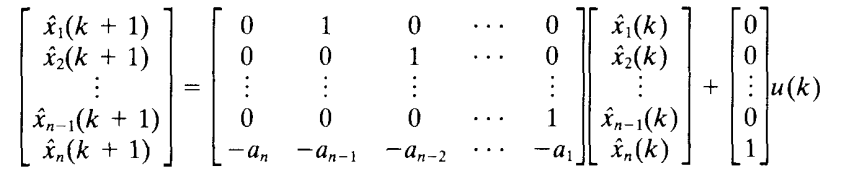 x̂₁(k + 1) 0 1 0 ··· 0 x̂₁(k) 0
x̂₂(k + 1) 0 0 1 ··· 0 x̂₂(k) 0
⋮ = ⋮ ⋮ ⋮ ⋮ ⋮ + ⋮ u(k)
x̂ₙ₋₁(k + 1) 0 0 0 ··· 1 x̂ₙ₋₁(k) 0
x̂ₙ(k + 1) −aₙ −aₙ₋₁ −aₙ₋₂ ··· −a₁ x̂ₙ(k) 1